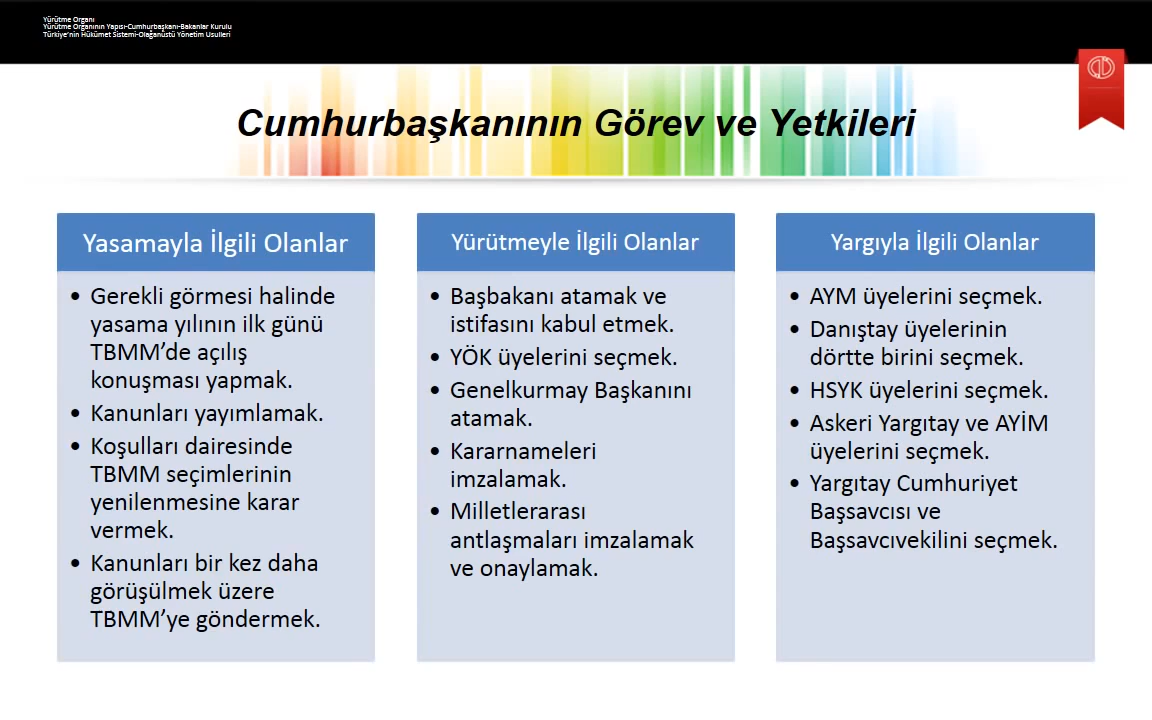 Yürütme Organı
Yürütme Organının Yapısı-Cumhurbaşkanı-Bakanlar Kurulu
Türkiye'nin Hükümet Sistemi-Olağanüstü Yönetim Usulleri
Cumhurbaşkanının Görev ve Yetkileri
Yasamayla İlgili Olanlar
• Gerekli görmesi halinde
yasama yılının ilk günü
TBMM'de açılış
konuşması yapmak.
• Kanunları yayımlamak.
• Koşulları dairesinde
TBMM seçimlerinin
yenilenmesine karar
vermek.
• Kanunları bir kez daha
görüşülmek üzere
TBMM'ye göndermek.
Yürütmeyle İlgili Olanlar
• Başbakanı atamak ve
istifasını kabul etmek.
• YÖK üyelerini seçmek.
• Genelkurmay Başkanını
atamak.
• Kararnameleri
imzalamak.
• Milletlerarası
antlaşmaları imzalamak
ve onaylamak.
Yargıyla İlgili Olanlar
• AYM üyelerini seçmek.
• Danıştay üyelerinin
dörtte birini seçmek.
• HSYK üyelerini seçmek.
• Askeri Yargıtay ve AYİM
üyelerini seçmek.
• Yargıtay Cumhuriyet
Başsavcısı ve
Başsavcıvekilini seçmek.